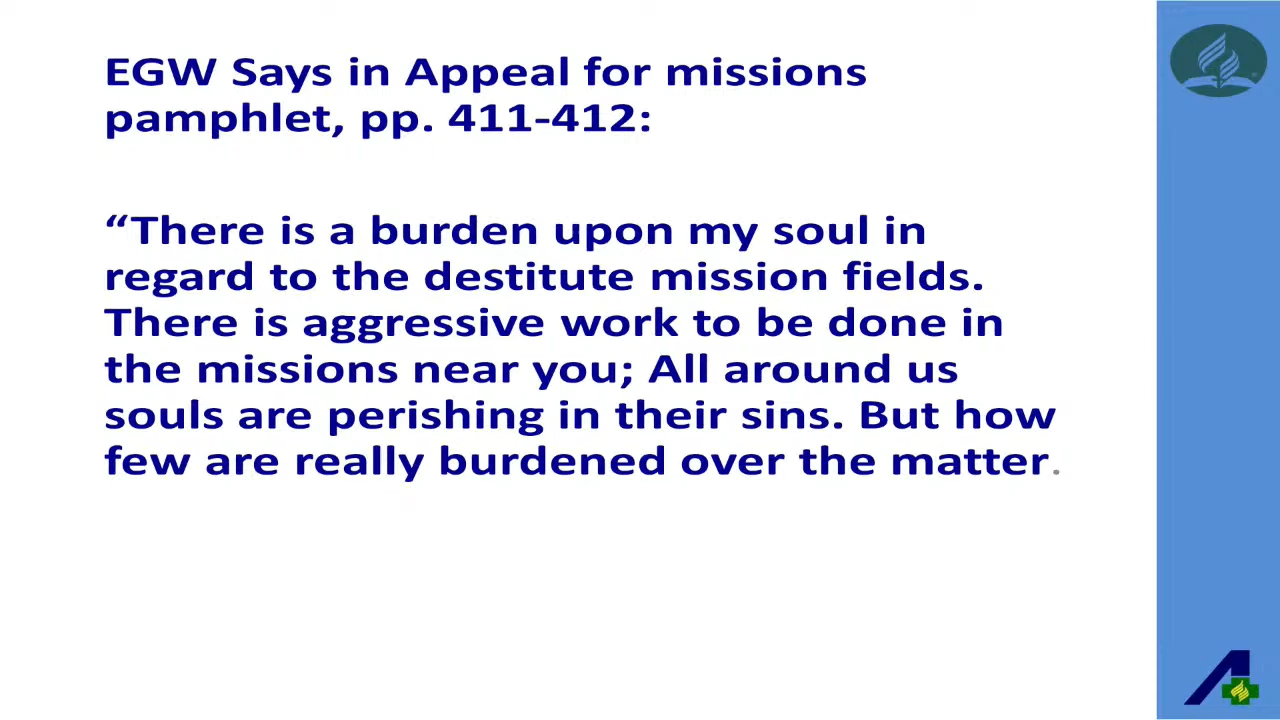 EGW Says in Appeal for missions
pamphlet, pp. 411-412:
“There is a burden upon my soul in
regard to the destitute mission fields.
There is aggressive work to be done in
the missions near you; All around us
souls are perishing in their sins. But how
few are really burdened over the matter.